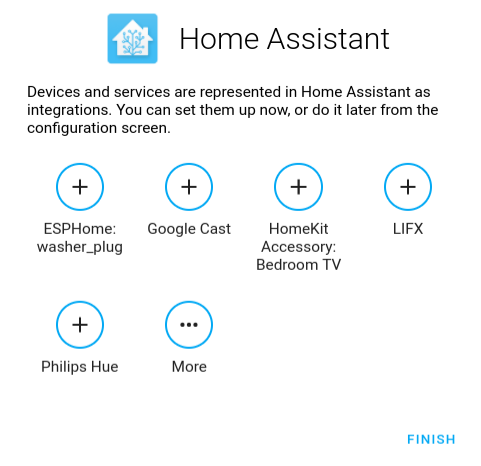 Home Assistant
Devices and services are represented in Home Assistant as
integrations. You can set them up now, or do it later from the
configuration screen.
ESPHome:
washer_plug
Google Cast
HomeKit
Accessory:
Bedroom TV
LIFX
Philips Hue
More
FINISH